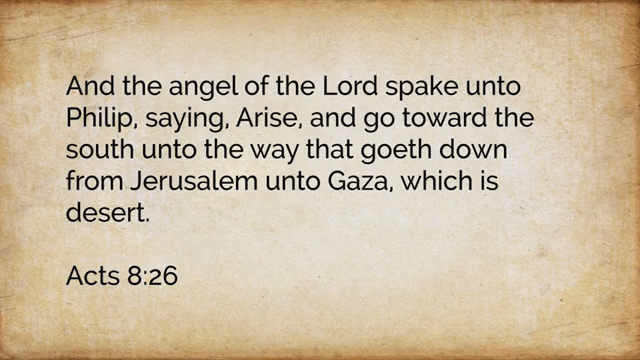 And the angel of the Lord spake unto
Philip, saying, Arise, and go toward the
south unto the way that goeth down
from Jerusalem unto Gaza, which is
desert.
Acts 8:26